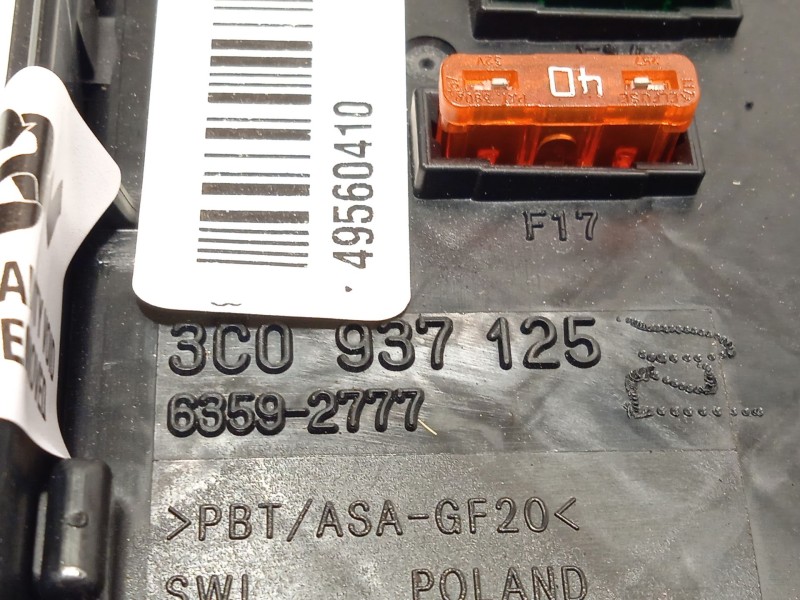 40
F17
49560410
3C0 937 125
6359-2777
>PBT/ASA-GF20<
SWL POLAND